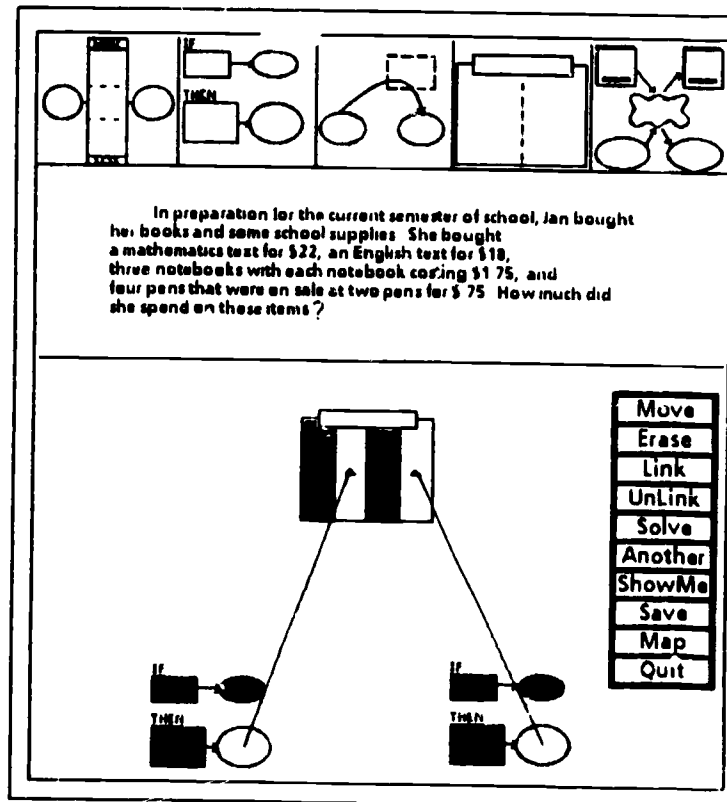 IF
THEN
In preparation for the current semester of school, Jan bought
her books and some school supplies She bought
a mathematics text for $22, an English text for $18,
three notebooks with each notebook costing $1 75, and
four pens that were on sale at two pens for $ 75 How much did
she spend on these items ?
Move
Erase
Link
UnLink
Solve
Another
ShowMe
Save
Map
Quit
IF
THEN
IF
THEN